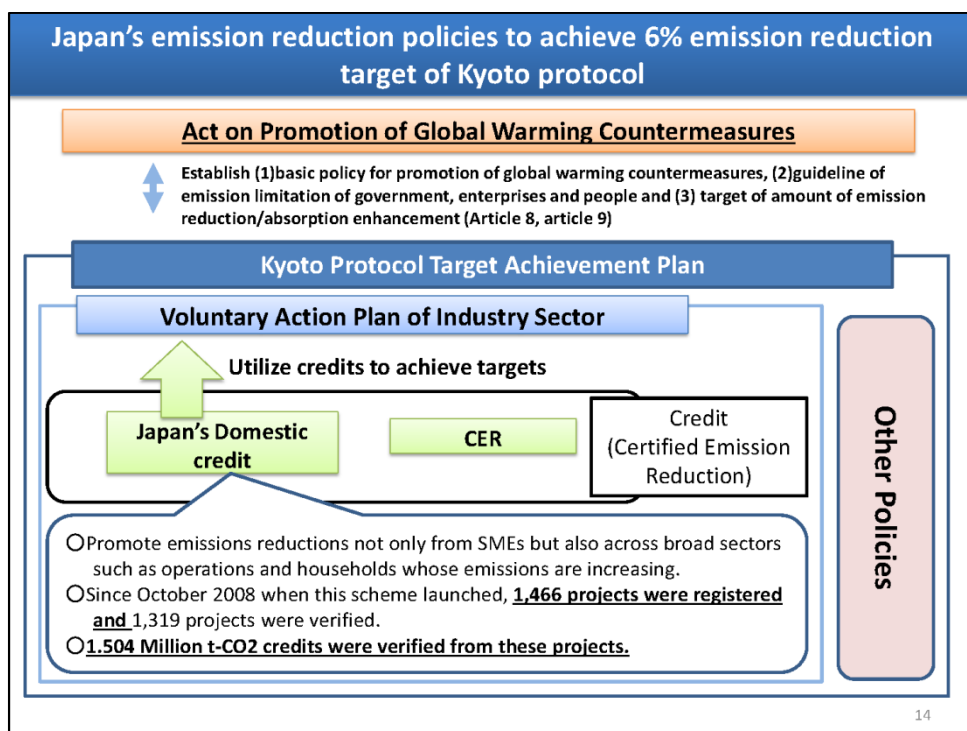 Japan's emission reduction policies to achieve 6% emission reduction
target of Kyoto protocol
Act on Promotion of Global Warming Countermeasures
Establish (1)basic policy for promotion of global warming countermeasures, (2)guideline of
emission limitation of government, enterprises and people and (3) target of amount of emission
reduction/absorption enhancement (Article 8, article 9)
Kyoto Protocol Target Achievement Plan
Voluntary Action Plan of Industry Sector
Utilize credits to achieve targets
Japan's Domestic
credit
CER
Credit
(Certified Emission
Reduction)
○Promote emissions reductions not only from SMEs but also across broad sectors
such as operations and households whose emissions are increasing.
○Since October 2008 when this scheme launched, 1,466 projects were registered
and 1,319 projects were verified.
○1.504 Million t-CO2 credits were verified from these projects.
Other Policies
14